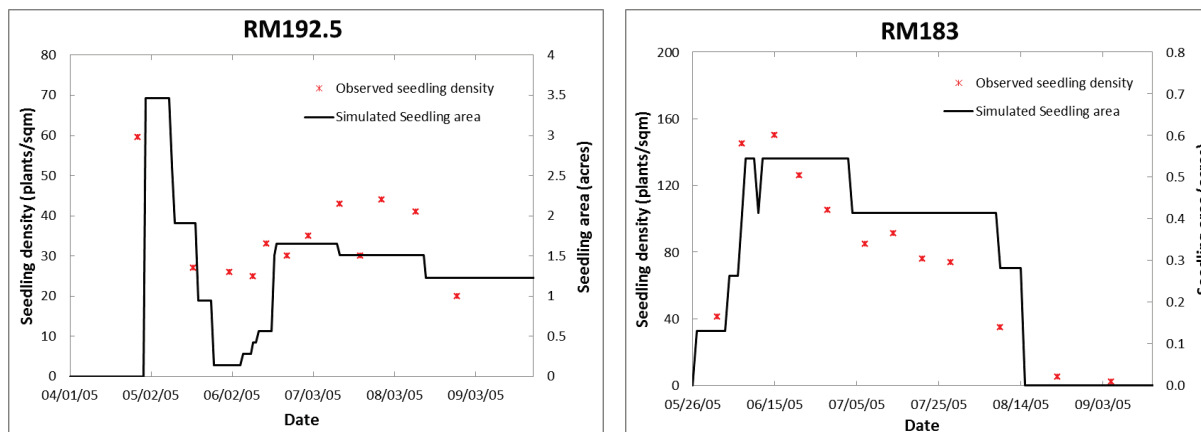 RM192.5
80
70
60
50
40
30
20
10
0
4
3.5
3
2.5
2
1.5
1
0.5
0
Seedling density (plants/sqm)
Seedling area (acres)
Observed seedling density
Simulated Seedling area
04/01/05 05/02/05 06/02/05 07/03/05 08/03/05 09/03/05
Date
RM183
200
160
120
80
40
0
0.8
0.7
0.6
0.5
0.4
0.3
0.2
0.1
0.0
Seedling density (plants/sqm)
Seedling area (acres)
Observed seedling density
Simulated Seedling area
05/26/05 06/15/05 07/05/05 07/25/05 08/14/05 09/03/05
Date